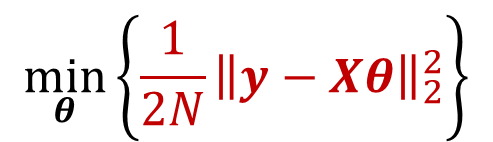 min_θ { 1/2N ‖y − Xθ‖₂² }